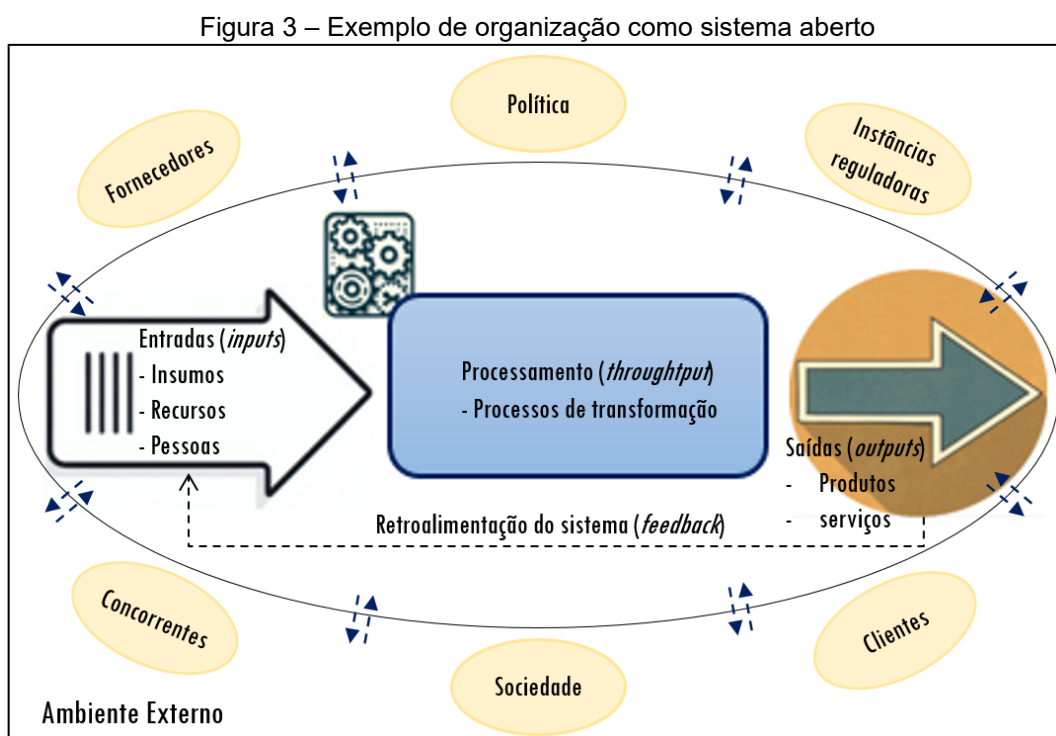 Figura 3 – Exemplo de organização como sistema aberto
Política
Fornecedores
Instâncias
reguladoras
Entradas (inputs)
- Insumos
- Recursos
- Pessoas
Processamento (throughtput)
- Processos de transformação
Saídas (outputs)
- Produtos
- serviços
Retroalimentação do sistema (feedback)
Concorrentes
Sociedade
Clientes
Ambiente Externo